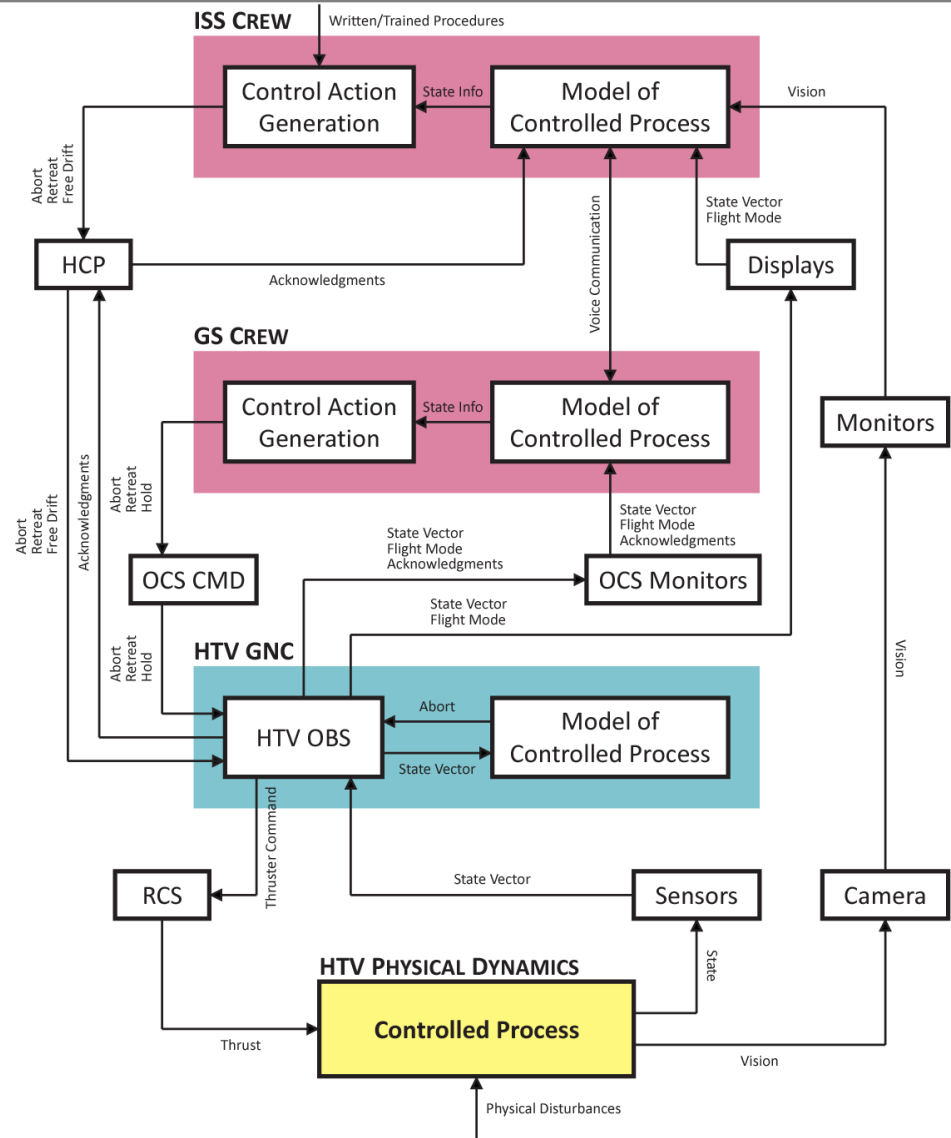 ISS CREW
Written/Trained Procedures
Control Action
Generation
State Info
Model of
Controlled Process
Vision
Abort
Retreat
Free Drift
State Vector
Flight Mode
HCP
Acknowledgments
Voice Communication
Displays
GS CREW
Control Action
Generation
State Info
Model of
Controlled Process
Monitors
Abort
Retreat
Free Drift
Acknowledgments
Abort
Retreat
Hold
State Vector
Flight Mode
Acknowledgments
State Vector
Flight Mode
Acknowledgments
OCS CMD
OCS Monitors
State Vector
Flight Mode
Abort
Retreat
Hold
HTV GNC
Vision
HTV OBS
Abort
State Vector
Model of
Controlled Process
Thruster Command
RCS
State Vector
Sensors
Camera
State
HTV PHYSICAL DYNAMICS
Controlled Process
Thrust
Vision
Physical Disturbances